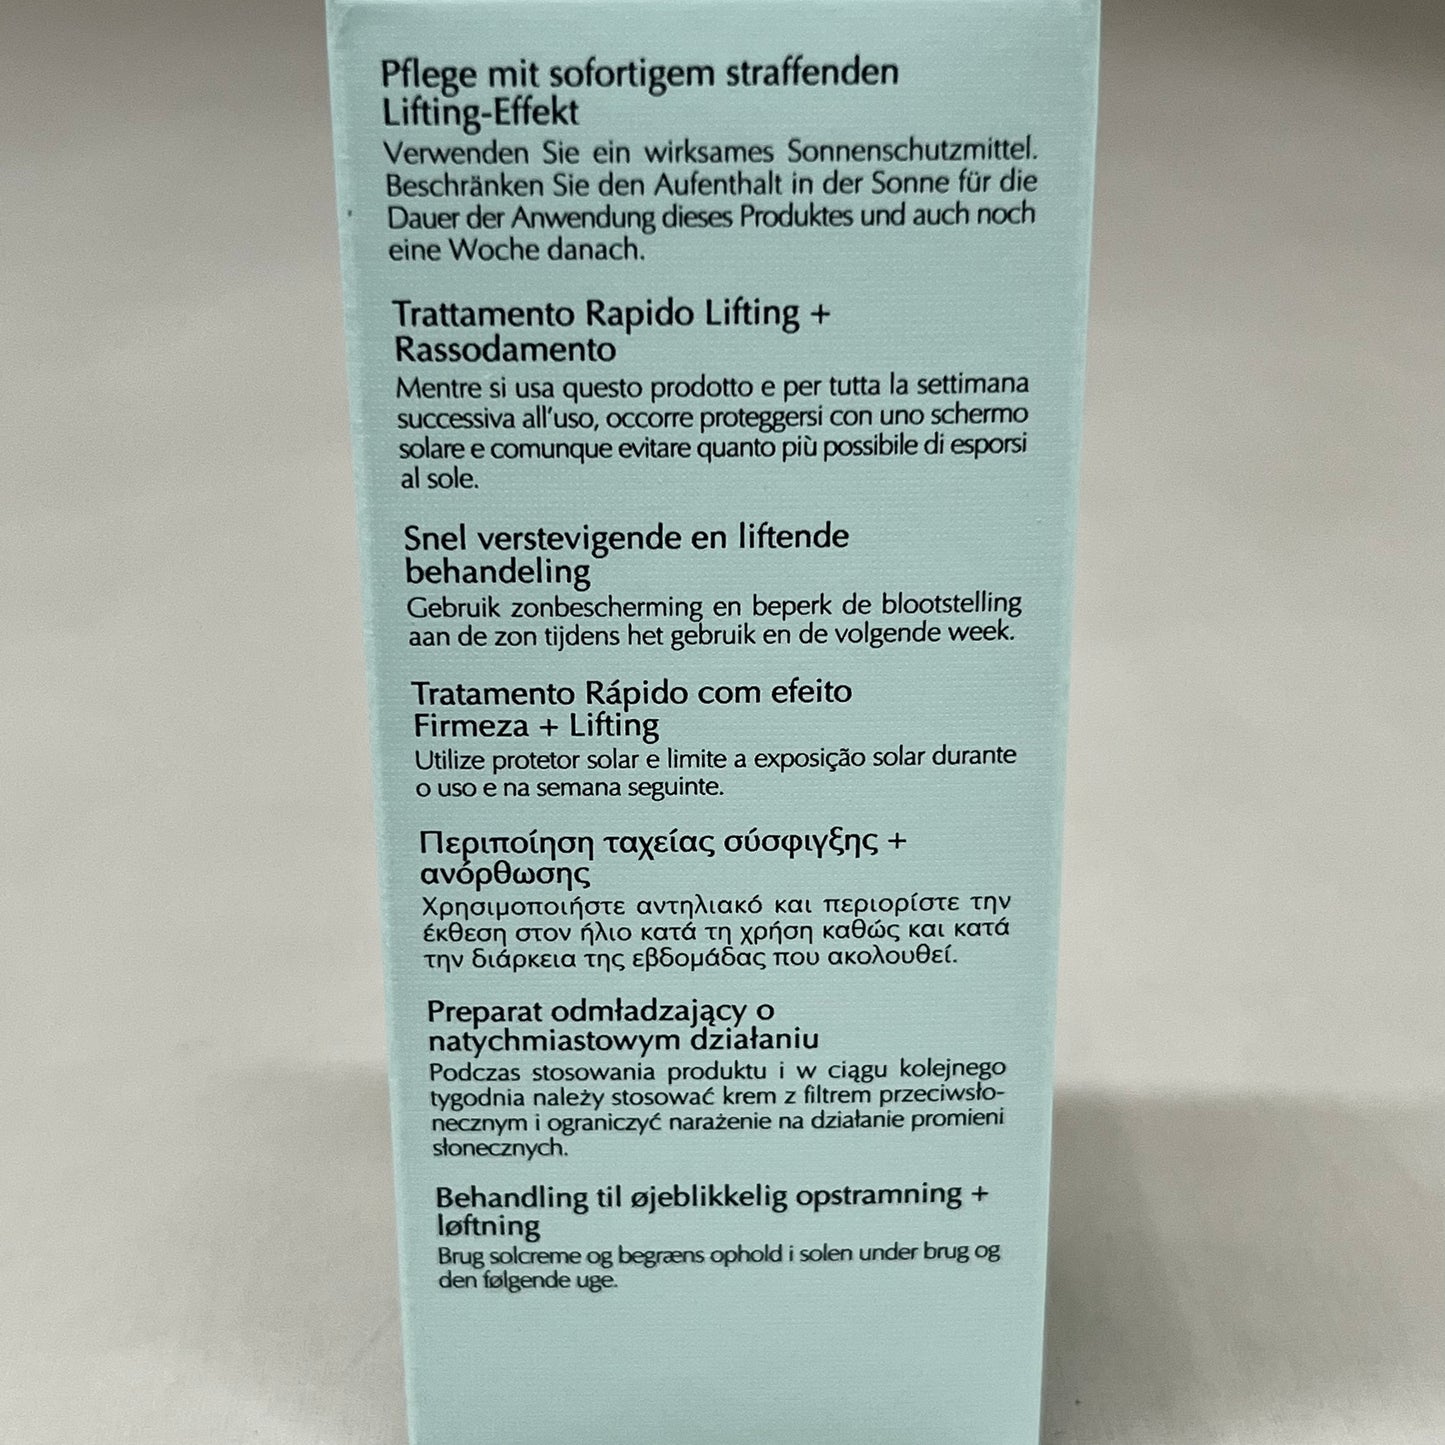 Pflege mit sofortigem straffenden
Lifting-Effekt
Verwenden Sie ein wirksames Sonnenschutzmittel.
Beschränken Sie den Aufenthalt in der Sonne für die
Dauer der Anwendung dieses Produktes und auch noch
eine Woche danach.
Trattamento Rapido Lifting +
Rassodamento
Mentre si usa questo prodotto e per tutta la settimana
successiva all'uso, occorre proteggersi con uno schermo
solare e comunque evitare quanto più possibile di esporsi
al sole.
Snel verstevigende en liftende
behandeling
Gebruik zonbescherming en beperk de blootstelling
aan de zon tijdens het gebruik en de volgende week.
Tratamento Rápido com efeito
Firmeza + Lifting
Utilize protetor solar e limite a exposição solar durante
o uso e na semana seguinte.
Περιποίηση ταχείας σύσφιγξης +
ανόρθωσης
Χρησιμοποιήστε αντηλιακό και περιορίστε την
έκθεση στον ήλιο κατά τη χρήση καθώς και κατά
την διάρκεια της εβδομάδας που ακολουθεί.
Preparat odmładzający o
natychmiastowym działaniu
Podczas stosowania produktu i w ciągu kolejnego
tygodnia należy stosować krem z filtrem przeciwsło-
necznym i ograniczyć narażenie na działanie promieni
słonecznych.
Behandling til øjeblikkelig opstramning +
løftning
Brug solcreme og begræns ophold i solen under brug og
den følgende uge.